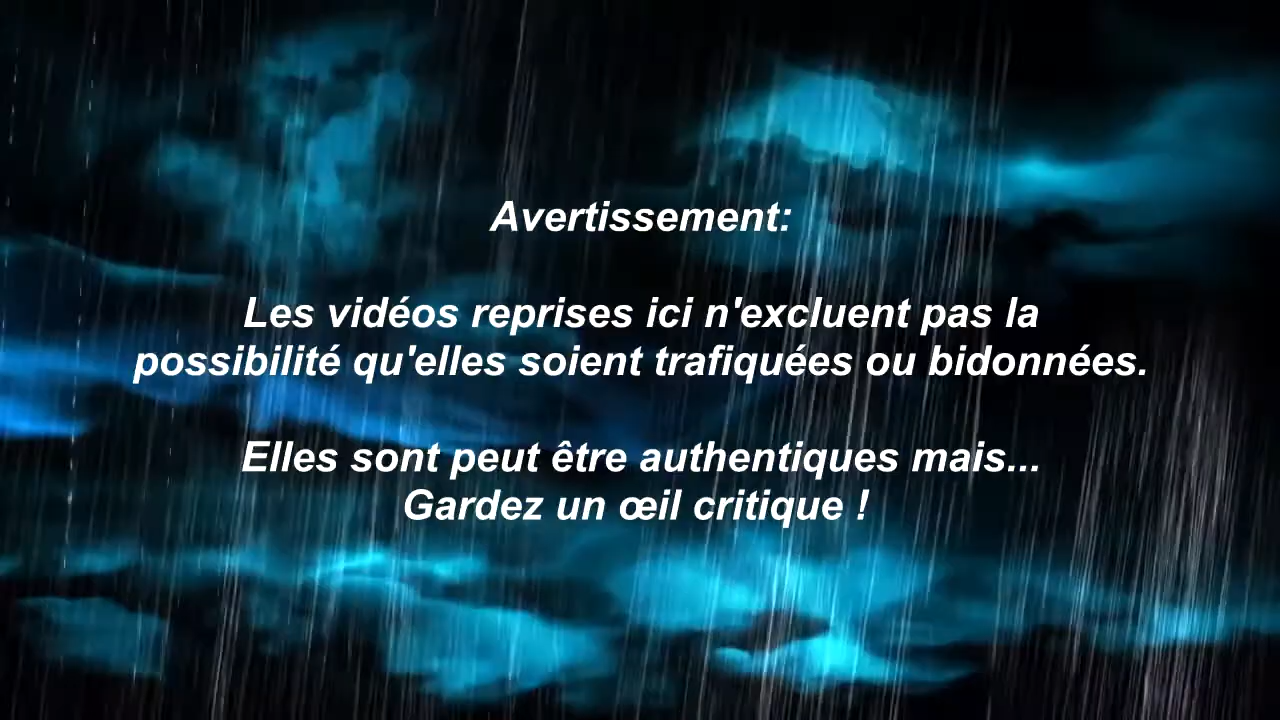 Avertissement:
Les vidéos reprises ici n'excluent pas la
possibilité qu'elles soient trafiquées ou bidonnées.
Elles sont peut être authentiques mais...
Gardez un œil critique !